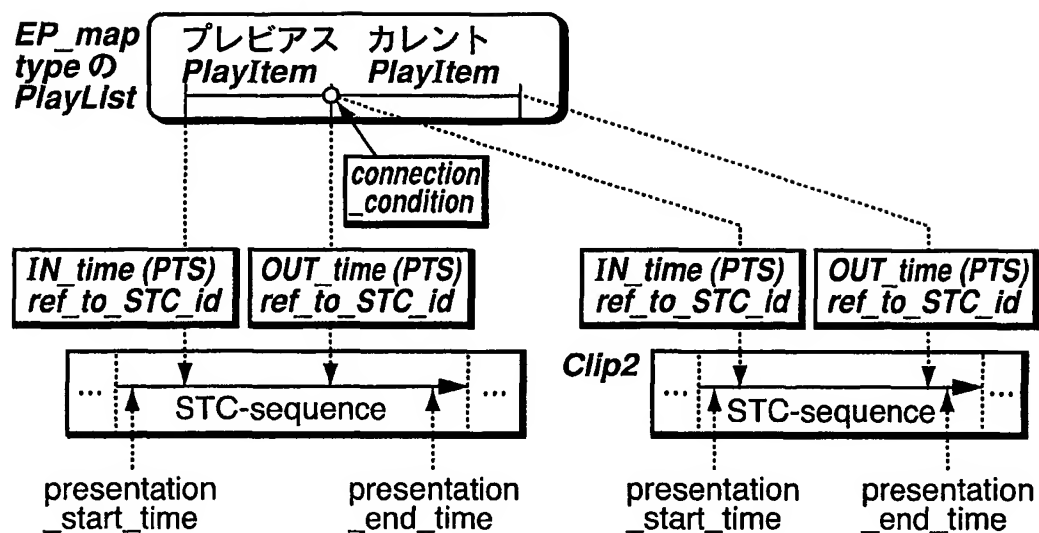 EP_map
type の
PlayList
プレビアス カレント
PlayItem PlayItem
connection
_condition
IN_time (PTS)
ref_to_STC_id
OUT_time (PTS)
ref_to_STC_id
IN_time (PTS)
ref_to_STC_id
OUT_time (PTS)
ref_to_STC_id
... STC-sequence ...
Clip2
... STC-sequence ...
presentation
_start_time
presentation
_end_time
presentation
_start_time
presentation
_end_time